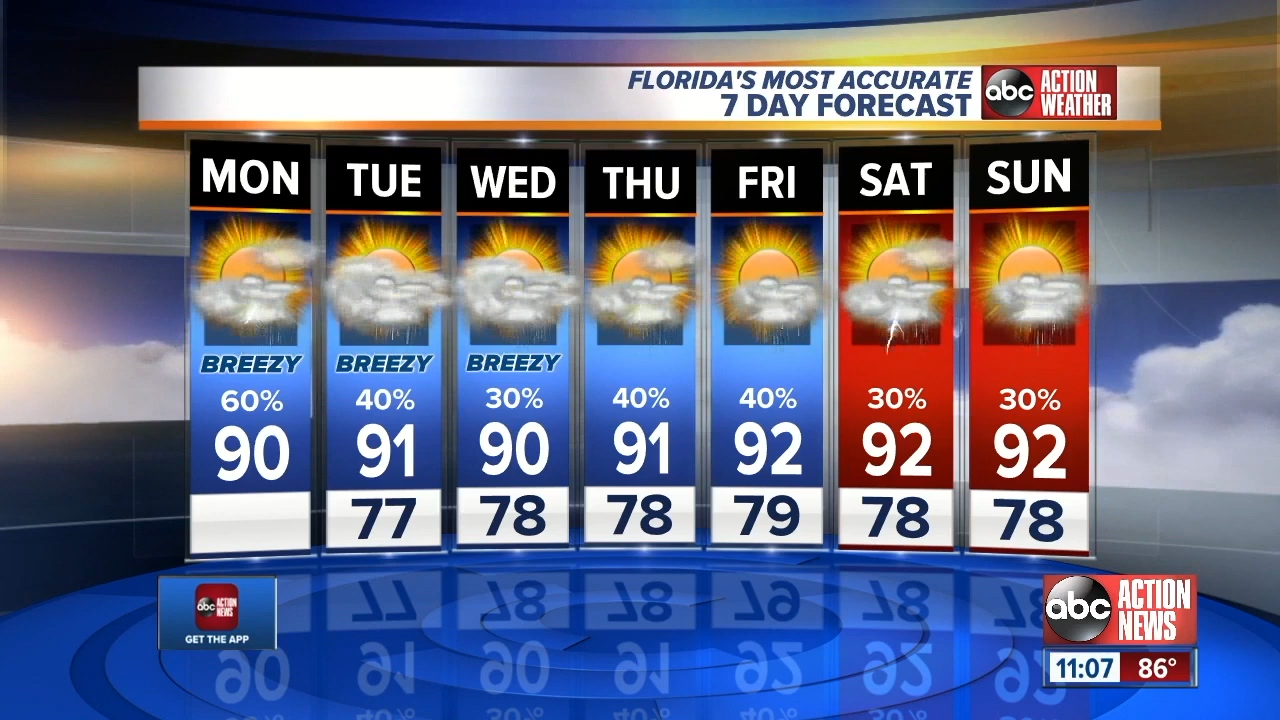 FLORIDA'S MOST ACCURATE
7 DAY FORECAST
abc ACTION
WEATHER
MON TUE WED THU FRI SAT SUN
BREEZY BREEZY BREEZY
60% 40% 30% 40% 40% 30% 30%
90 91 90 91 92 92 92
77 78 78 79 78 78
abc ACTION
NEWS
GET THE APP
abc ACTION
NEWS
11:07 86°